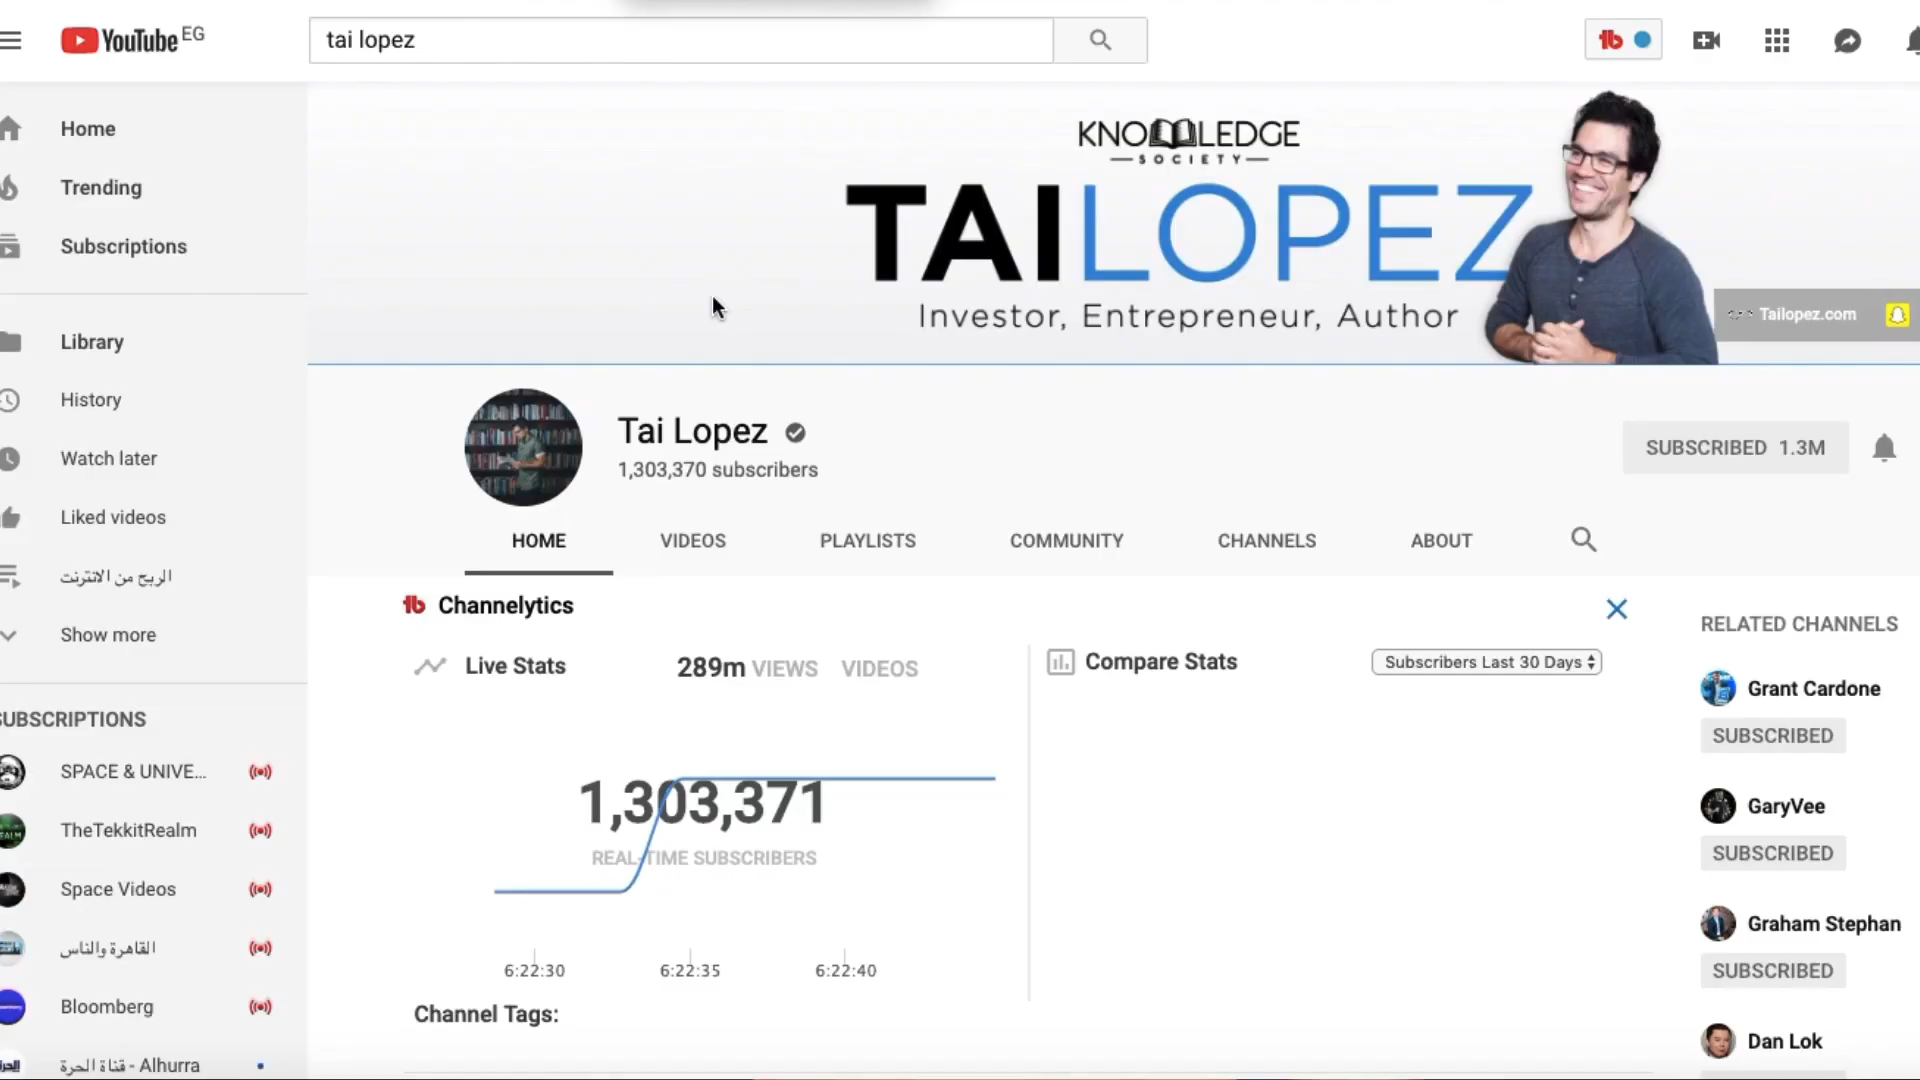 YouTube EG
tai lopez
Home
Trending
Subscriptions
Library
History
Watch later
Liked videos
الربح من الانترنت
Show more
SUBSCRIPTIONS
SPACE & UNIVE...
TheTekkitRealm
Space Videos
القاهرة والناس
Bloomberg
قناة الحرة - Alhurra
KNOWLEDGE
SOCIETY
TAILOPEZ
Investor, Entrepreneur, Author
Tailopez.com
Tai Lopez
1,303,370 subscribers
SUBSCRIBED 1.3M
HOME
VIDEOS
PLAYLISTS
COMMUNITY
CHANNELS
ABOUT
Channelytics
Live Stats
289m VIEWS VIDEOS
1,303,371
REAL-TIME SUBSCRIBERS
6:22:30
6:22:35
6:22:40
Channel Tags:
Compare Stats
Subscribers Last 30 Days
RELATED CHANNELS
Grant Cardone
SUBSCRIBED
GaryVee
SUBSCRIBED
Graham Stephan
SUBSCRIBED
Dan Lok